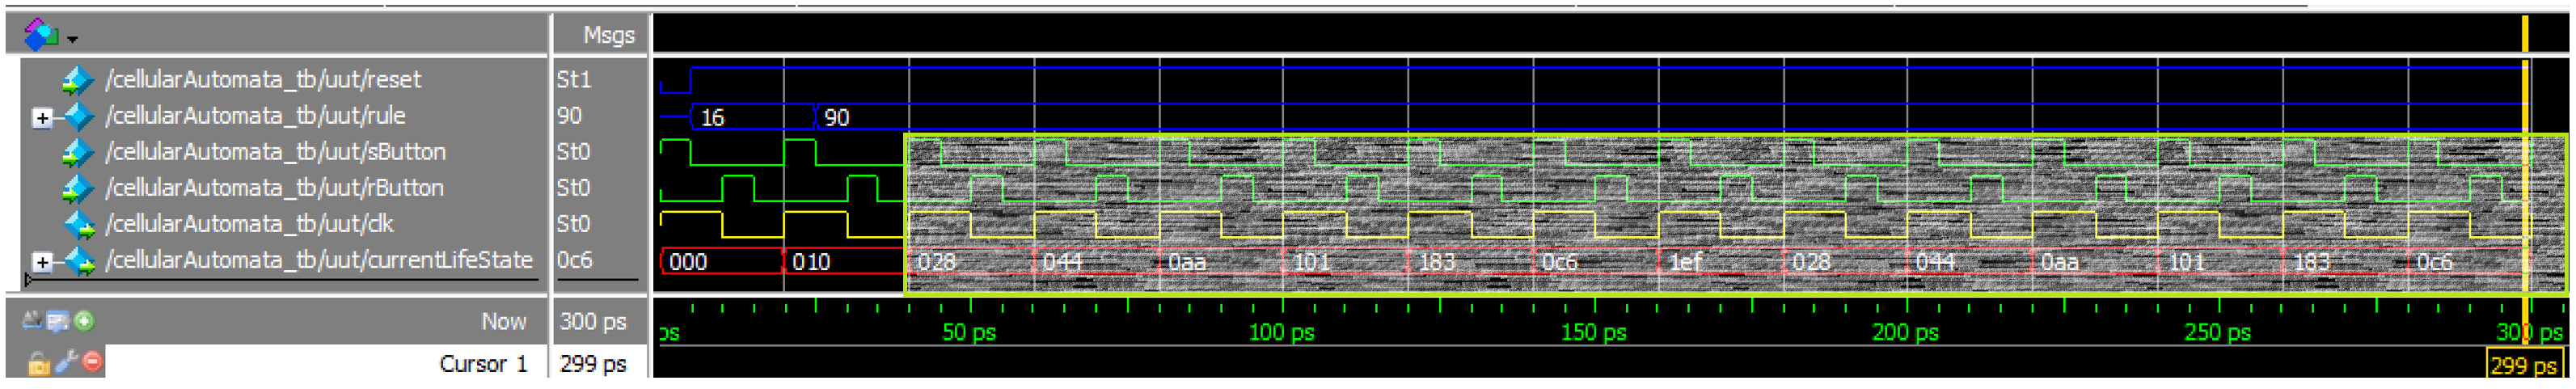 Msgs
/cellularAutomata_tb/uut/reset St1
/cellularAutomata_tb/uut/rule 90 16 90
/cellularAutomata_tb/uut/sButton St0
/cellularAutomata_tb/uut/rButton St0
/cellularAutomata_tb/uut/clk St0
/cellularAutomata_tb/uut/currentLifeState 0c6 000 010 028 044 0aa 101 183 0c6 1ef 028 044 0aa 101 183 0c6
Now 300 ps ps 50 ps 100 ps 150 ps 200 ps 250 ps 300 ps
Cursor 1 299 ps 299 ps